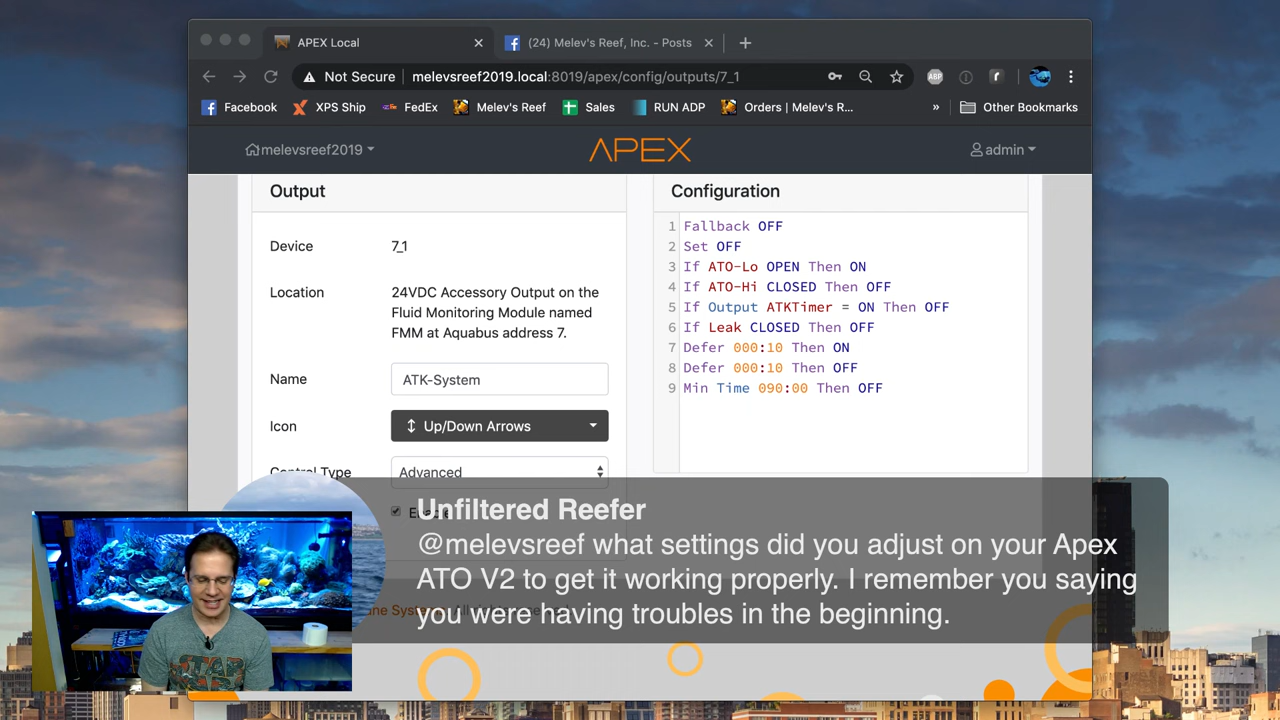 APEX Local
(24) Melev's Reef, Inc. - Posts
Not Secure
melevsreef2019.local:8019/apex/config/outputs/7_1
ABP
Facebook
XPS Ship
FedEx
Melev's Reef
Sales
RUN ADP
Orders | Melev's R...
»
Other Bookmarks
melevsreef2019
APEX
admin
Output
Device
7_1
Location
24VDC Accessory Output on the
Fluid Monitoring Module named
FMM at Aquabus address 7.
Name
ATK-System
Icon
Up/Down Arrows
Control Type
Advanced
Configuration
1 Fallback OFF
2 Set OFF
3 If ATO-Lo OPEN Then ON
4 If ATO-Hi CLOSED Then OFF
5 If Output ATKTimer = ON Then OFF
6 If Leak CLOSED Then OFF
7 Defer 000:10 Then ON
8 Defer 000:10 Then OFF
9 Min Time 090:00 Then OFF
Unfiltered Reefer
@melevsreef what settings did you adjust on your Apex
ATO V2 to get it working properly. I remember you saying
you were having troubles in the beginning.
STAR